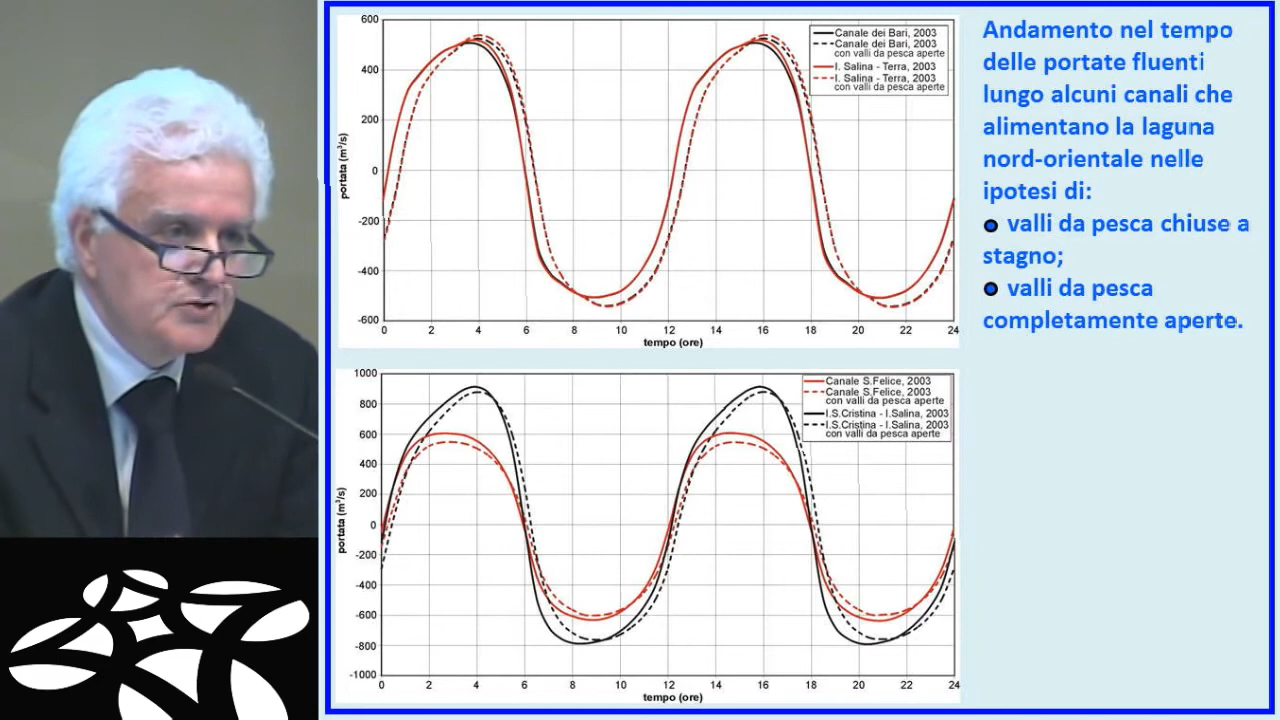 600
400
200
0
-200
-400
-600
portata (m³/s)
Canale dei Bari, 2003
Canale dei Bari, 2003
con valli da pesca aperte
I. Salina - Terra, 2003
I. Salina - Terra, 2003
con valli da pesca aperte
0 2 4 6 8 10 12 14 16 18 20 22 24
tempo (ore)
1000
800
600
400
200
0
-200
-400
-600
-800
-1000
portata (m³/s)
Canale S.Felice, 2003
Canale S.Felice, 2003
con valli da pesca aperte
I.S.Cristina - I.Salina, 2003
I.S.Cristina - I.Salina, 2003
con valli da pesca aperte
0 2 4 6 8 10 12 14 16 18 20 22 24
tempo (ore)
Andamento nel tempo
delle portate fluenti
lungo alcuni canali che
alimentano la laguna
nord-orientale nelle
ipotesi di:
● valli da pesca chiuse a
stagno;
● valli da pesca
completamente aperte.